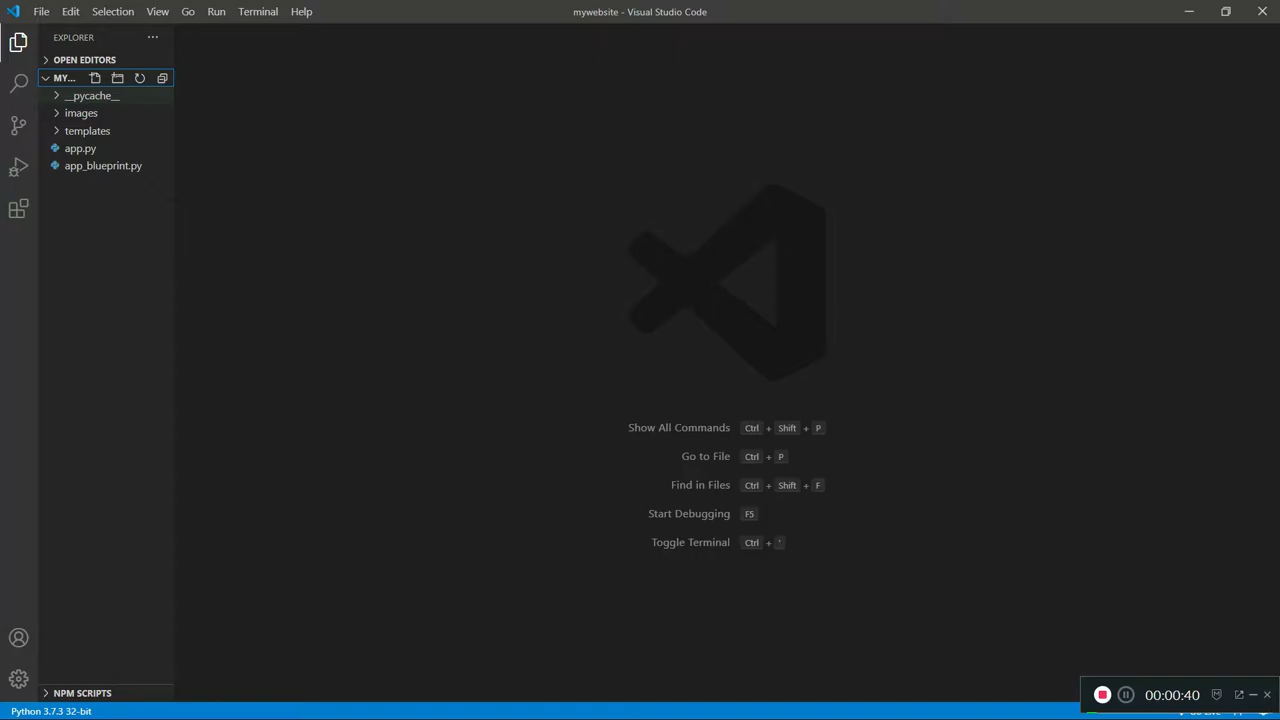 File Edit Selection View Go Run Terminal Help
mywebsite - Visual Studio Code
EXPLORER
OPEN EDITORS
MY...
__pycache__
images
templates
app.py
app_blueprint.py
Show All Commands Ctrl + Shift + P
Go to File Ctrl + P
Find in Files Ctrl + Shift + F
Start Debugging F5
Toggle Terminal Ctrl + '
NPM SCRIPTS
00:00:40
Python 3.7.3 32-bit